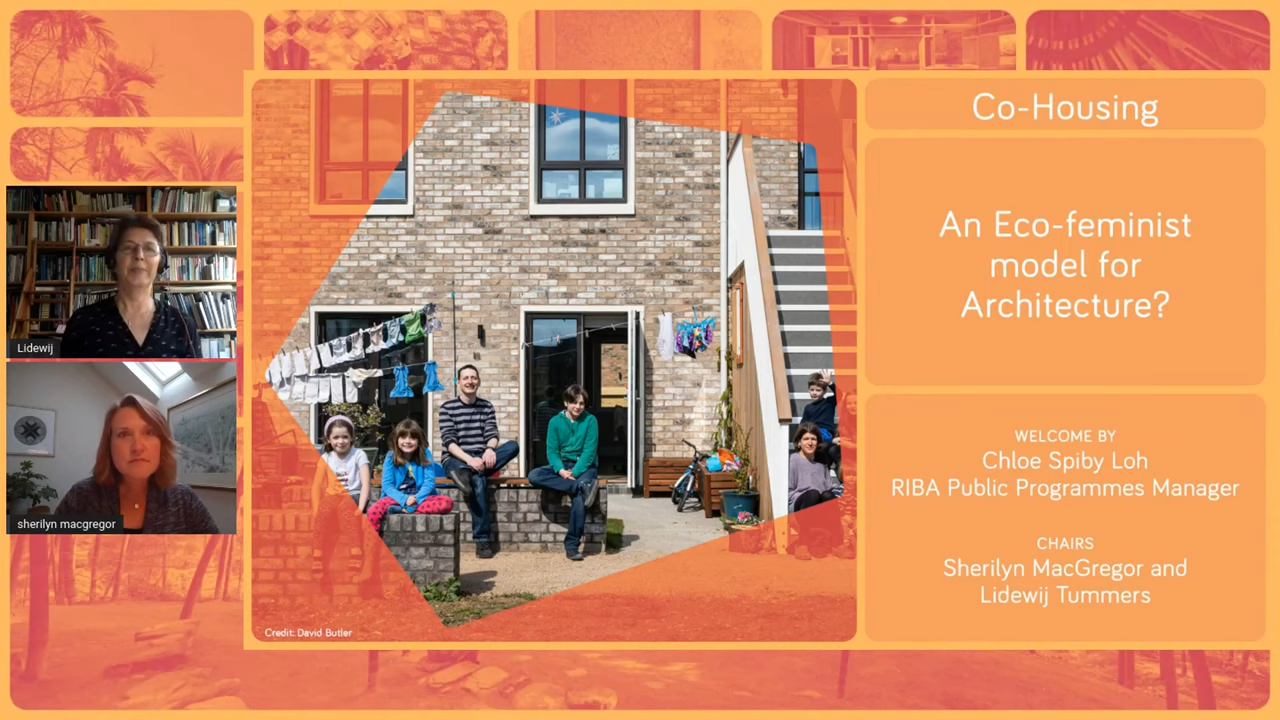 Co-Housing
An Eco-feminist
model for
Architecture?
WELCOME BY
Chloe Spiby Loh
RIBA Public Programmes Manager
CHAIRS
Sherilyn MacGregor and
Lidewij Tummers
Lidewij
sherilyn macgregor
Credit: David Butler